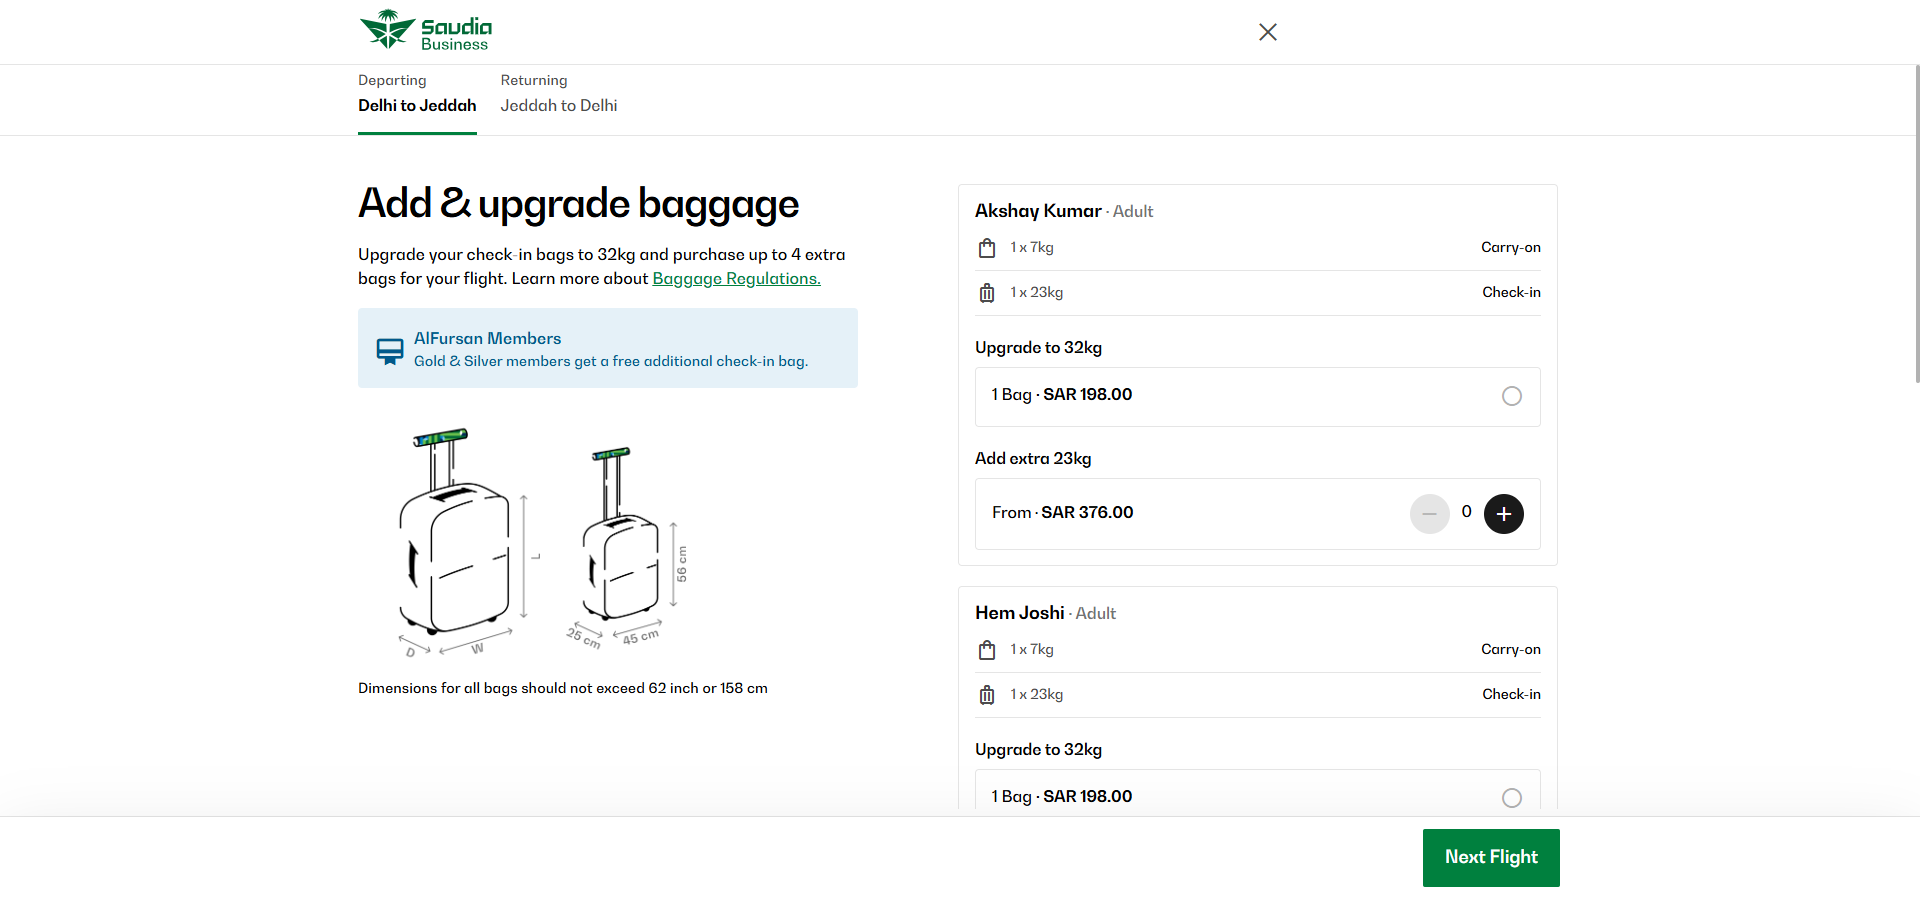 Saudia
Business
Departing
Delhi to Jeddah
Returning
Jeddah to Delhi
Add & upgrade baggage
Upgrade your check-in bags to 32kg and purchase up to 4 extra
bags for your flight. Learn more about Baggage Regulations.
AlFursan Members
Gold & Silver members get a free additional check-in bag.
L
D
W
56 cm
25 cm
45 cm
Dimensions for all bags should not exceed 62 inch or 158 cm
Akshay Kumar · Adult
1 x 7kg Carry-on
1 x 23kg Check-in
Upgrade to 32kg
1 Bag · SAR 198.00
Add extra 23kg
From · SAR 376.00 0
Hem Joshi · Adult
1 x 7kg Carry-on
1 x 23kg Check-in
Upgrade to 32kg
1 Bag · SAR 198.00
Next Flight